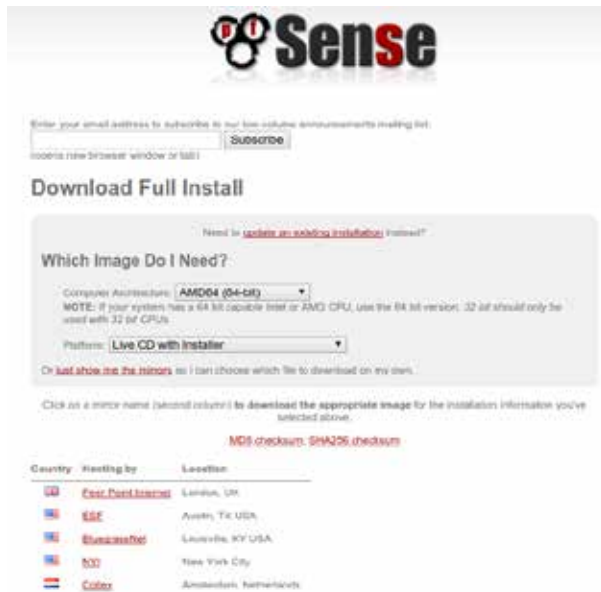 pf Sense
Enter your email address to subscribe to our low volume announcements mailing list.
Subscribe
(opens new browser window or tab)
Download Full Install
Need to update an existing installation instead?
Which Image Do I Need?
Computer Architecture: AMD64 (64-bit)
NOTE: If your system has a 64 bit capable Intel or AMD CPU, use the 64 bit version. 32 bit should only be
used with 32 bit CPUs
Platform: Live CD with Installer
Or just show me the mirrors so I can choose which file to download on my own.
Click on a mirror name (second column) to download the appropriate image for the installation information you've
selected above.
MD5 checksum, SHA256 checksum
Country Hosting by Location
Peer Point Internet London, UK
ESF Austin, TX USA
BluegrassNet Louisville, KY USA
NYI New York City
Colex Amsterdam, Netherlands